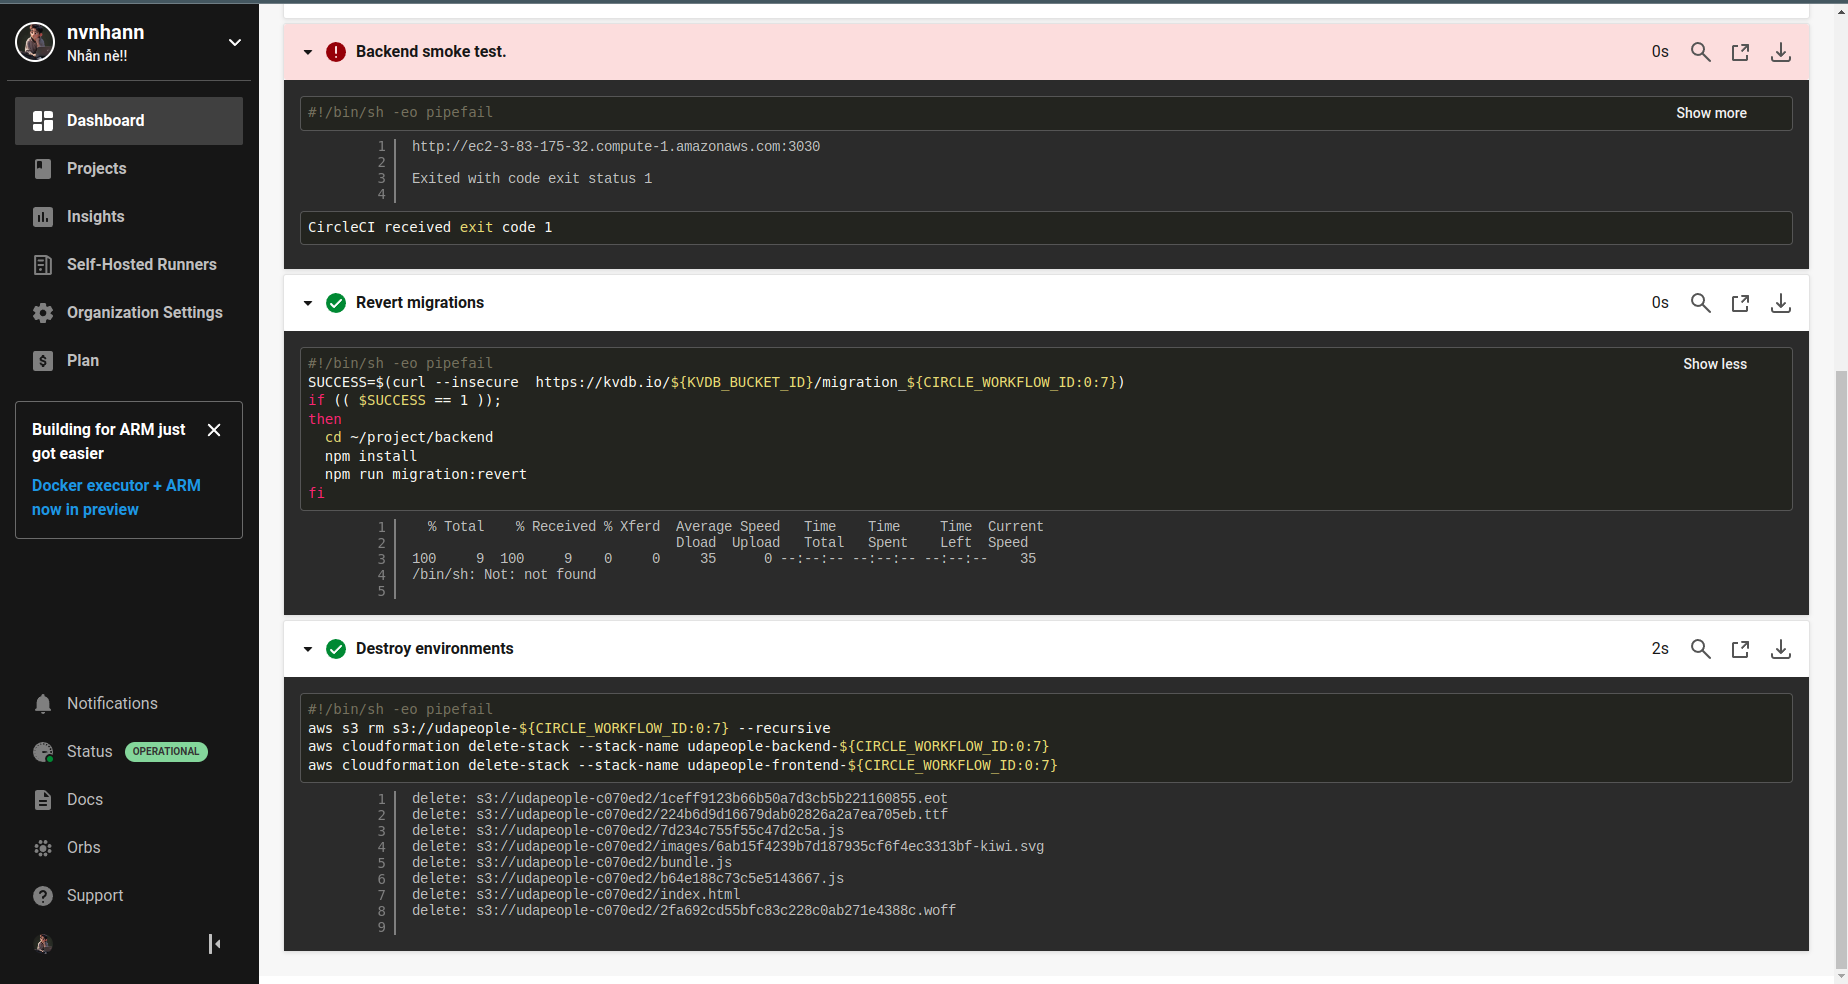 nvnhann
Nhẫn nè!!
Dashboard
Projects
Insights
Self-Hosted Runners
Organization Settings
Plan
Building for ARM just
got easier
Docker executor + ARM
now in preview
Notifications
Status OPERATIONAL
Docs
Orbs
Support
Backend smoke test. 0s
#!/bin/sh -eo pipefail Show more
1 http://ec2-3-83-175-32.compute-1.amazonaws.com:3030
2
3 Exited with code exit status 1
4
CircleCI received exit code 1
Revert migrations 0s
#!/bin/sh -eo pipefail Show less
SUCCESS=$(curl --insecure  https://kvdb.io/${KVDB_BUCKET_ID}/migration_${CIRCLE_WORKFLOW_ID:0:7})
if (( $SUCCESS == 1 ));
then
  cd ~/project/backend
  npm install
  npm run migration:revert
fi
1   % Total    % Received % Xferd  Average Speed   Time    Time     Time  Current
2                                  Dload  Upload   Total   Spent    Left  Speed
3 100     9  100     9    0     0     35      0 --:--:-- --:--:-- --:--:--    35
4 /bin/sh: Not: not found
5
Destroy environments 2s
#!/bin/sh -eo pipefail
aws s3 rm s3://udapeople-${CIRCLE_WORKFLOW_ID:0:7} --recursive
aws cloudformation delete-stack --stack-name udapeople-backend-${CIRCLE_WORKFLOW_ID:0:7}
aws cloudformation delete-stack --stack-name udapeople-frontend-${CIRCLE_WORKFLOW_ID:0:7}
1 delete: s3://udapeople-c070ed2/1ceff9123b66b50a7d3cb5b221160855.eot
2 delete: s3://udapeople-c070ed2/224b6d9d16679dab02826a2a7ea705eb.ttf
3 delete: s3://udapeople-c070ed2/7d234c755f55c47d2c5a.js
4 delete: s3://udapeople-c070ed2/images/6ab15f4239b7d187935cf6f4ec3313bf-kiwi.svg
5 delete: s3://udapeople-c070ed2/bundle.js
6 delete: s3://udapeople-c070ed2/b64e188c73c5e5143667.js
7 delete: s3://udapeople-c070ed2/index.html
8 delete: s3://udapeople-c070ed2/2fa692cd55bfc83c228c0ab271e4388c.woff
9